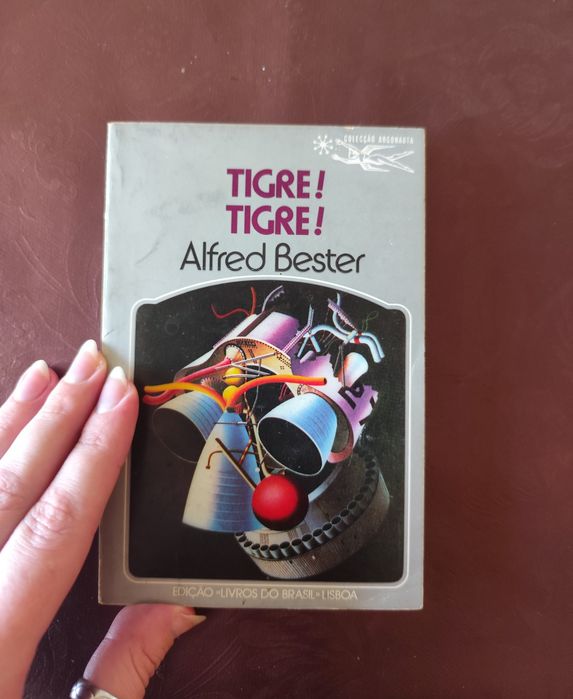 COLECÇÃO ARGONAUTA
TIGRE!
TIGRE!
Alfred Bester
EDIÇÃO «LIVROS DO BRASIL» LISBOA